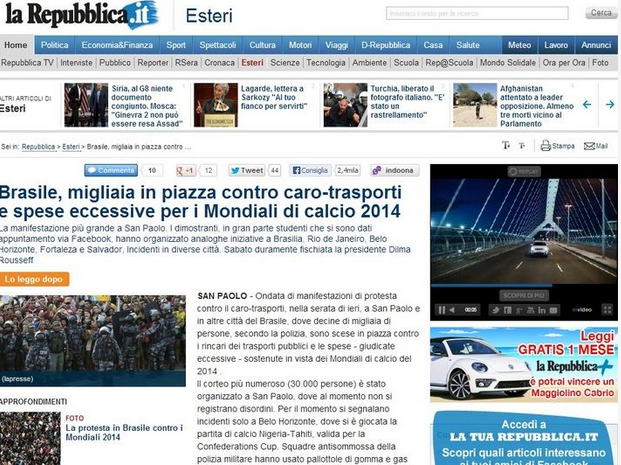 la Repubblica.it
Esteri
Inserisci il testo per la ricerca
Cerca
Home Politica Economia&Finanza Sport Spettacoli Cultura Motori Viaggi D-Repubblica Casa Salute Meteo Lavoro Annunci
Repubblica TV Interviste Pubblico Reporter RSera Cronaca Esteri Scienze Tecnologia Ambiente Scuola Rep@Scuola Mondo Solidale Ora per Ora Foto
ALTRI ARTICOLI DI
Esteri
Siria, al G8 niente
documento
congiunto. Mosca:
"Ginevra 2 non può
essere resa Assad"
Lagarde, lettera a
Sarkozy "Al tuo
fianco per servirti"
Turchia, liberato il
fotografo italiano. "E'
stato un
rastrellamento"
Afghanistan
attentato a leader
opposizione. Almeno
tre morti vicino al
Parlamento
Sei in: Repubblica > Esteri > Brasile, migliaia in piazza contro ...
Stampa
Mail
Commenta 10
+1 12
Tweet 44
Consiglia 2,4mila
indoona
Brasile, migliaia in piazza contro caro-trasporti
e spese eccessive per i Mondiali di calcio 2014
La manifestazione più grande a San Paolo. I dimostranti, in gran parte studenti che si sono dati
appuntamento via Facebook, hanno organizzato analoghe iniziative a Brasilia, Rio de Janeiro, Belo
Horizonte, Fortaleza e Salvador. Incidenti in diverse città. Sabato duramente fischiata la presidente Dilma
Rousseff
Lo leggo dopo
(lapresse)
APPROFONDIMENTI
FOTO
La protesta in Brasile contro i
Mondiali 2014
SAN PAOLO - Ondata di manifestazioni di protesta
contro il caro-trasporti, nella serata di ieri, a San Paolo e
in altre città del Brasile, dove decine di migliaia di
persone, secondo la polizia, sono scese in piazza contro
i rincari dei trasporti pubblici e le spese - giudicate
eccessive - sostenute in vista dei Mondiali di calcio del
2014 .
Il corteo più numeroso (30.000 persone) è stato
organizzato a San Paolo, dove al momento non si
registrano disordini. Per il momento si segnalano
incidenti solo a Belo Horizonte, dove si è giocata la
partita di calcio Nigeria-Tahiti, valida per la
Confederations Cup. Squadre antisommossa della
polizia militare hanno usato pallottole di gomma e gas
REPLAY
SCOPRI DI PIÙ
00:05
Leggi
GRATIS 1 MESE
la Repubblica+
e potrai vincere un
Maggiolino Cabrio
Accedi a
LA TUA REPUBBLICA.IT
Scopri quali articoli interessano
ai tuoi amici di Facebook